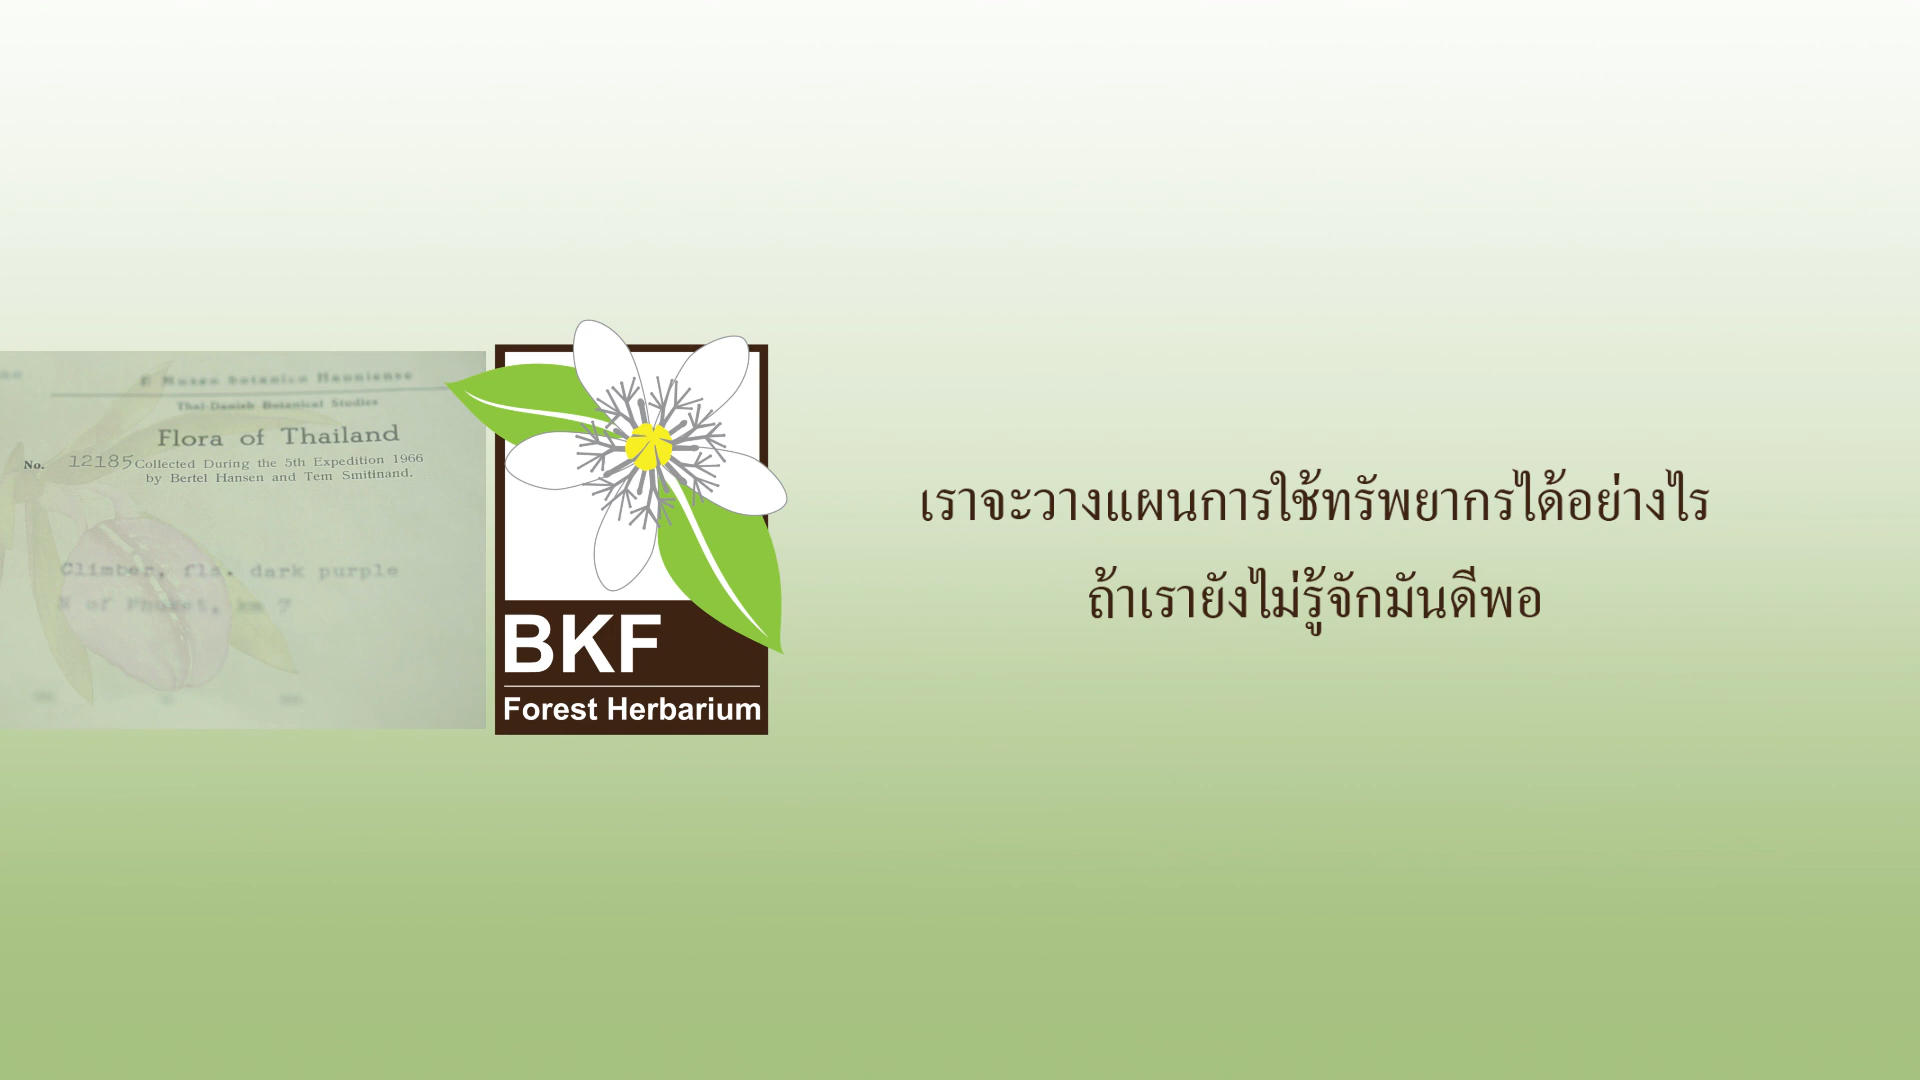 E Museo botanico Hauniense
Thai-Danish Botanical Studies
Flora of Thailand
No. 12185 Collected During the 5th Expedition 1966
by Bertel Hansen and Tem Smitinand.
Climber, fls. dark purple
N of Phuket, km 7
BKF
Forest Herbarium
เราจะวางแผนการใช้ทรัพยากรได้อย่างไร
ถ้าเรายังไม่รู้จักมันดีพอ